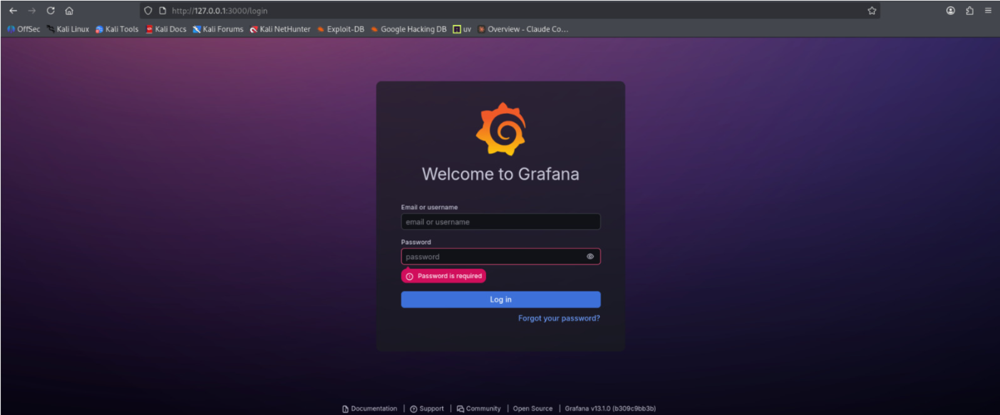 http://127.0.0.1:3000/login
OffSec Kali Linux Kali Tools Kali Docs Kali Forums Kali NetHunter Exploit-DB Google Hacking DB uv Overview - Claude Co...
Welcome to Grafana
Email or username
email or username
Password
password
Password is required
Log in
Forgot your password?
Documentation | Support | Community | Open Source | Grafana v13.1.0 (b309c9bb3b)